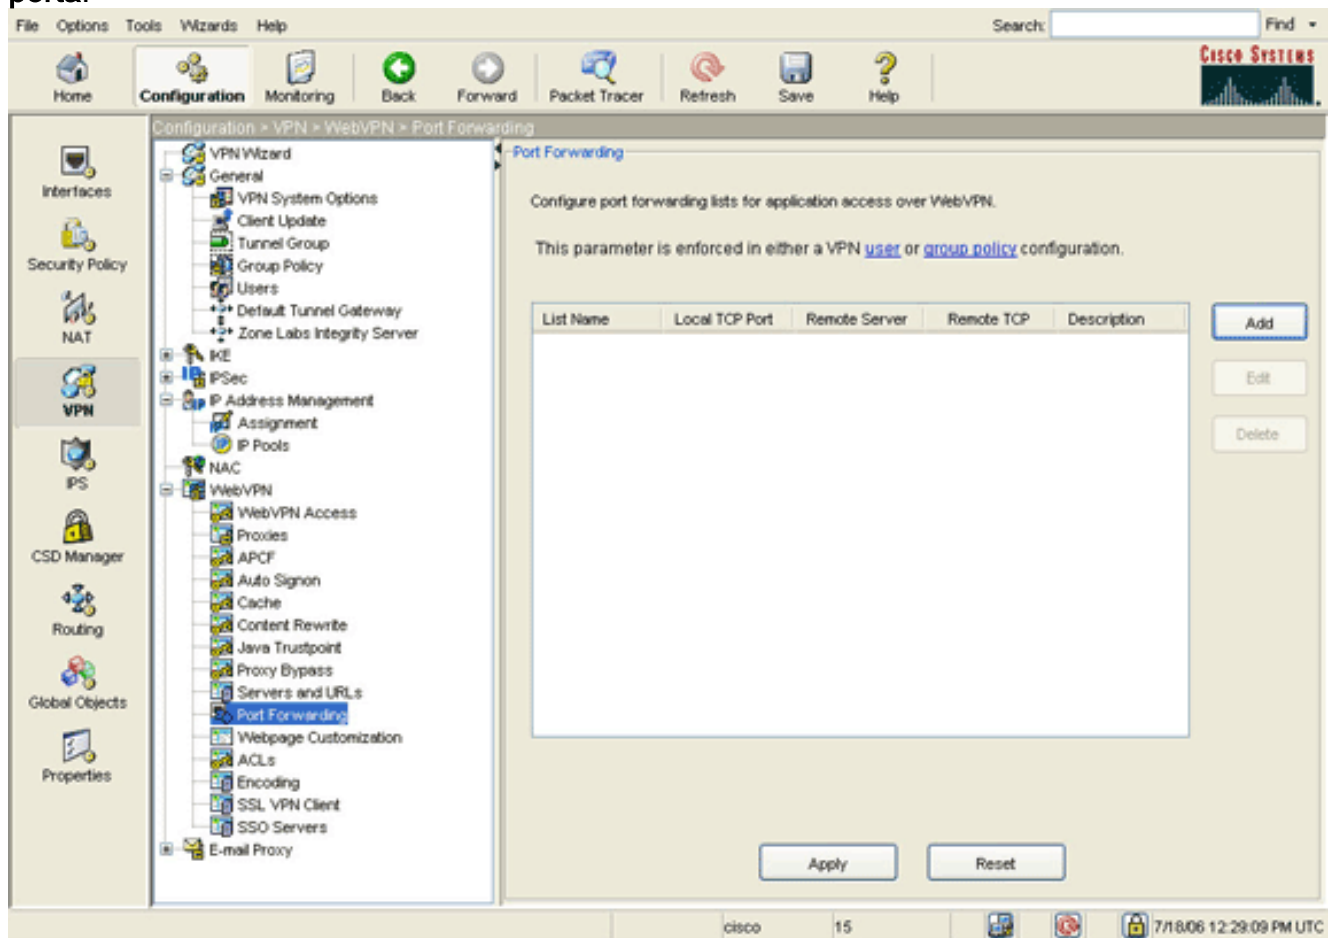 portal
File Options Tools Wizards Help Search: Find
Home Configuration Monitoring Back Forward Packet Tracer Refresh Save Help
CISCO SYSTEMS
Configuration > VPN > WebVPN > Port Forwarding
Interfaces
Security Policy
NAT
VPN
IPS
CSD Manager
Routing
Global Objects
Properties
VPN Wizard
General
VPN System Options
Client Update
Tunnel Group
Group Policy
Users
Default Tunnel Gateway
Zone Labs Integrity Server
IKE
IPSec
IP Address Management
Assignment
IP Pools
NAC
WebVPN
WebVPN Access
Proxies
APCF
Auto Signon
Cache
Content Rewrite
Java Trustpoint
Proxy Bypass
Servers and URLs
Port Forwarding
Webpage Customization
ACLs
Encoding
SSL VPN Client
SSO Servers
E-mail Proxy
Port Forwarding
Configure port forwarding lists for application access over WebVPN.
This parameter is enforced in either a VPN user or group policy configuration.
List Name Local TCP Port Remote Server Remote TCP Description
Add
Edit
Delete
Apply Reset
cisco 15 7/18/06 12:29:09 PM UTC